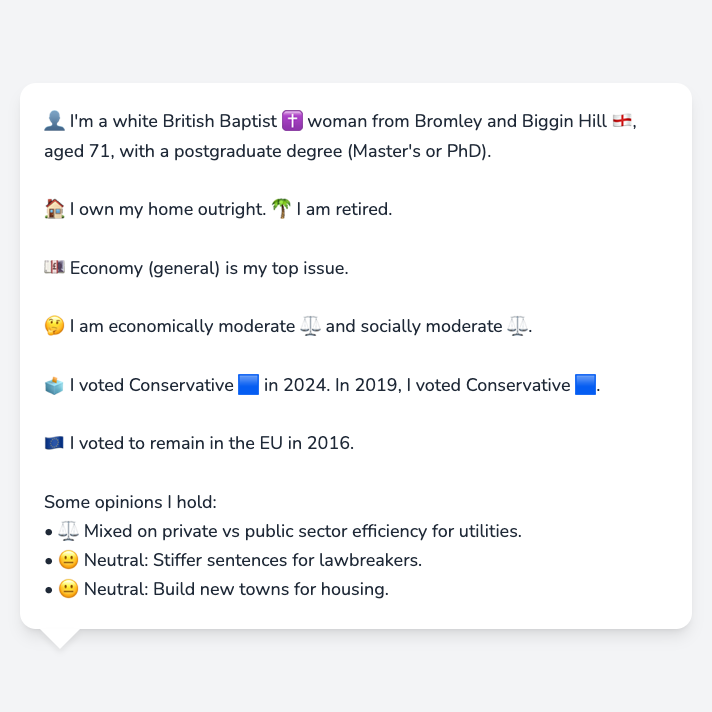 👤 I'm a white British Baptist ✝️ woman from Bromley and Biggin Hill 🏴󠁧󠁢󠁥󠁮󠁧󠁿,
aged 71, with a postgraduate degree (Master's or PhD).
🏠 I own my home outright. 🌴 I am retired.
💷 Economy (general) is my top issue.
🤔 I am economically moderate ⚖️ and socially moderate ⚖️.
🗳️ I voted Conservative 🟦 in 2024. In 2019, I voted Conservative 🟦.
🇪🇺 I voted to remain in the EU in 2016.
Some opinions I hold:
• ⚖️ Mixed on private vs public sector efficiency for utilities.
• 😐 Neutral: Stiffer sentences for lawbreakers.
• 😐 Neutral: Build new towns for housing.